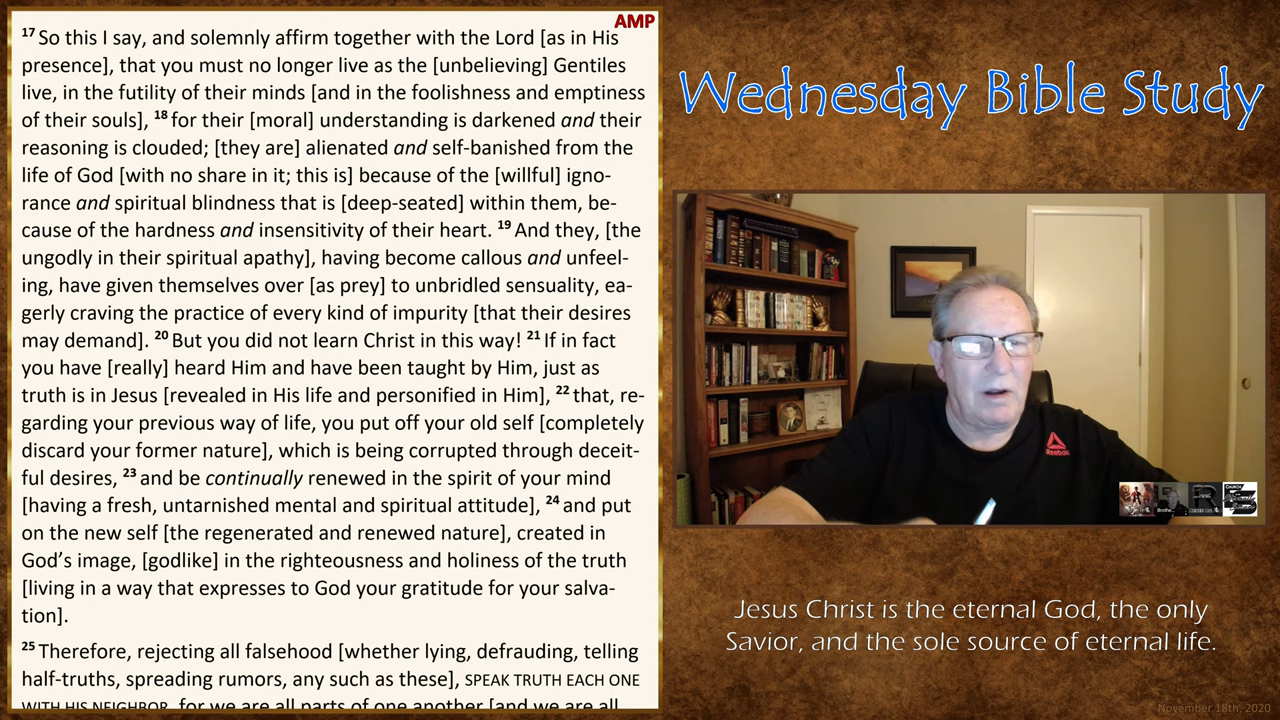 AMP
17 So this I say, and solemnly affirm together with the Lord [as in His
presence], that you must no longer live as the [unbelieving] Gentiles
live, in the futility of their minds [and in the foolishness and emptiness
of their souls], 18 for their [moral] understanding is darkened and their
reasoning is clouded; [they are] alienated and self-banished from the
life of God [with no share in it; this is] because of the [willful] igno-
rance and spiritual blindness that is [deep-seated] within them, be-
cause of the hardness and insensitivity of their heart. 19 And they, [the
ungodly in their spiritual apathy], having become callous and unfeel-
ing, have given themselves over [as prey] to unbridled sensuality, ea-
gerly craving the practice of every kind of impurity [that their desires
may demand]. 20 But you did not learn Christ in this way! 21 If in fact
you have [really] heard Him and have been taught by Him, just as
truth is in Jesus [revealed in His life and personified in Him], 22 that, re-
garding your previous way of life, you put off your old self [completely
discard your former nature], which is being corrupted through deceit-
ful desires, 23 and be continually renewed in the spirit of your mind
[having a fresh, untarnished mental and spiritual attitude], 24 and put
on the new self [the regenerated and renewed nature], created in
God's image, [godlike] in the righteousness and holiness of the truth
[living in a way that expresses to God your gratitude for your salva-
tion].
25 Therefore, rejecting all falsehood [whether lying, defrauding, telling
half-truths, spreading rumors, any such as these], SPEAK TRUTH EACH ONE
WITH HIS NEIGHBOR, for we are all parts of one another [and we are all
Wednesday Bible Study
Reebok
Jesus Christ is the eternal God, the only
Savior, and the sole source of eternal life.
November 18th, 2020